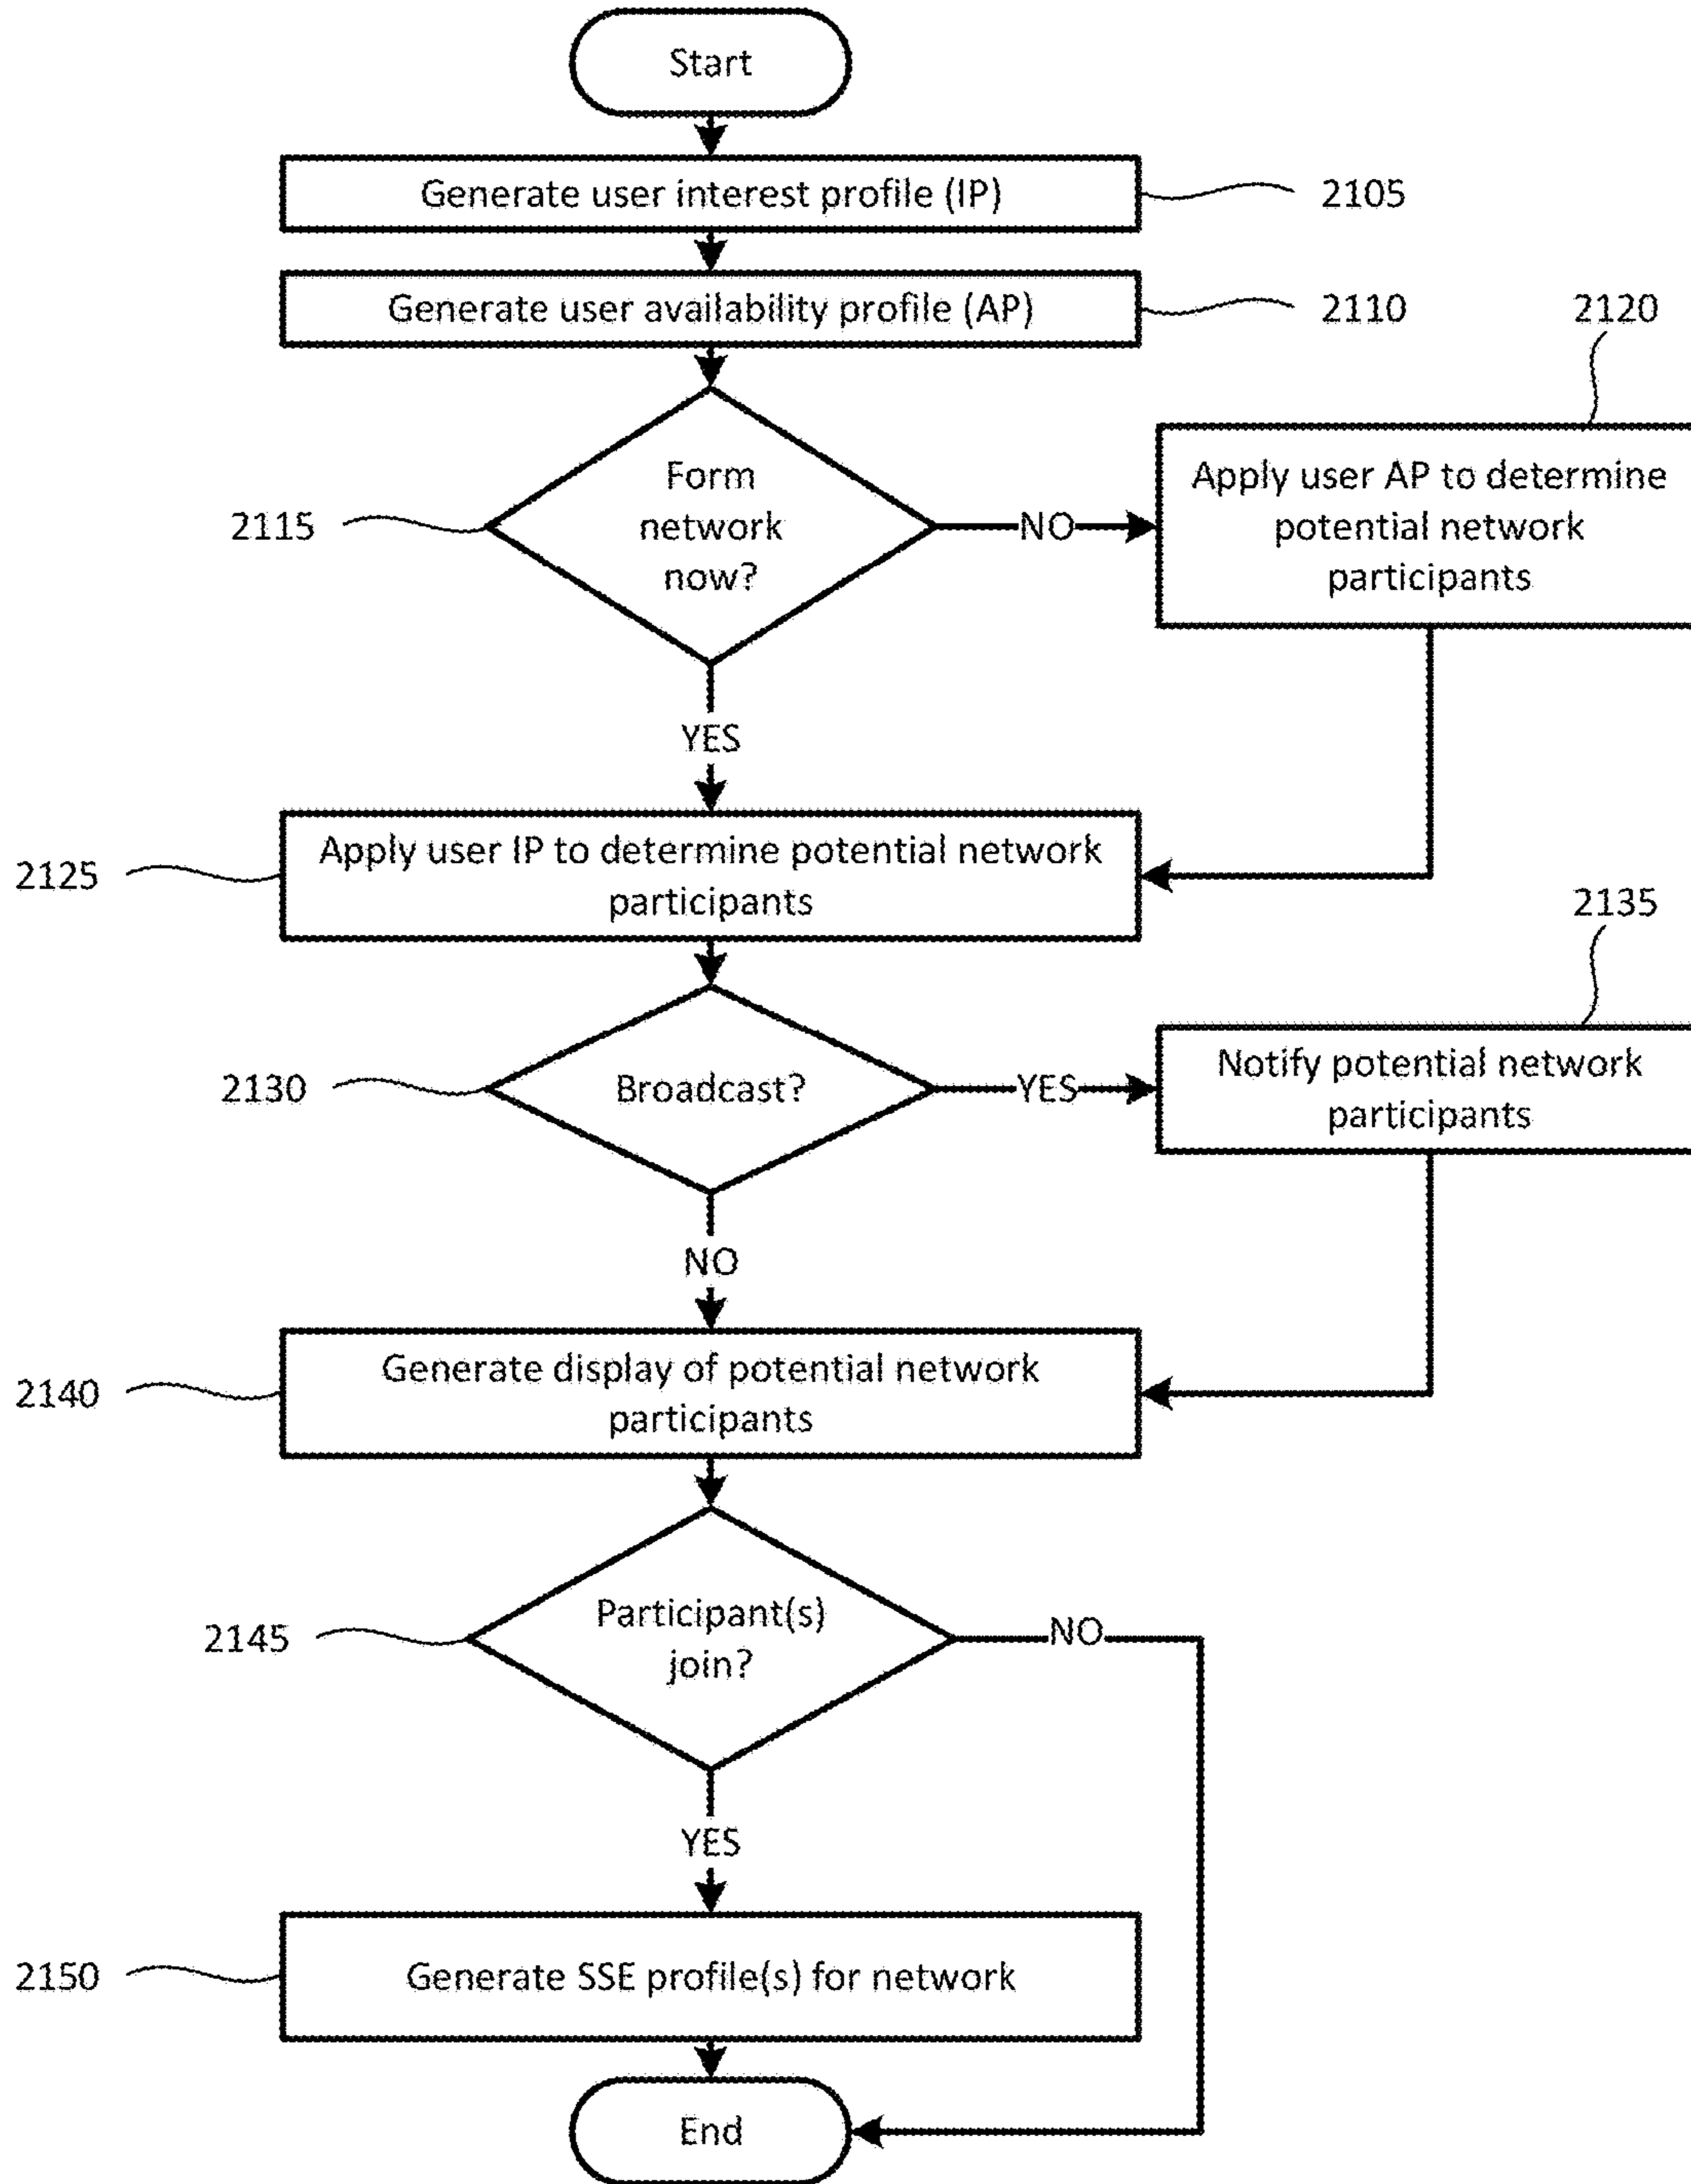 Start
Generate user interest profile (IP)
2105
Generate user availability profile (AP)
2110
2120
Form
network
now?
2115
NO
Apply user AP to determine
potential network
participants
YES
Apply user IP to determine potential network
participants
2125
2135
Broadcast?
2130
YES
Notify potential network
participants
NO
Generate display of potential network
participants
2140
Participant(s)
join?
2145
NO
YES
Generate SSE profile(s) for network
2150
End